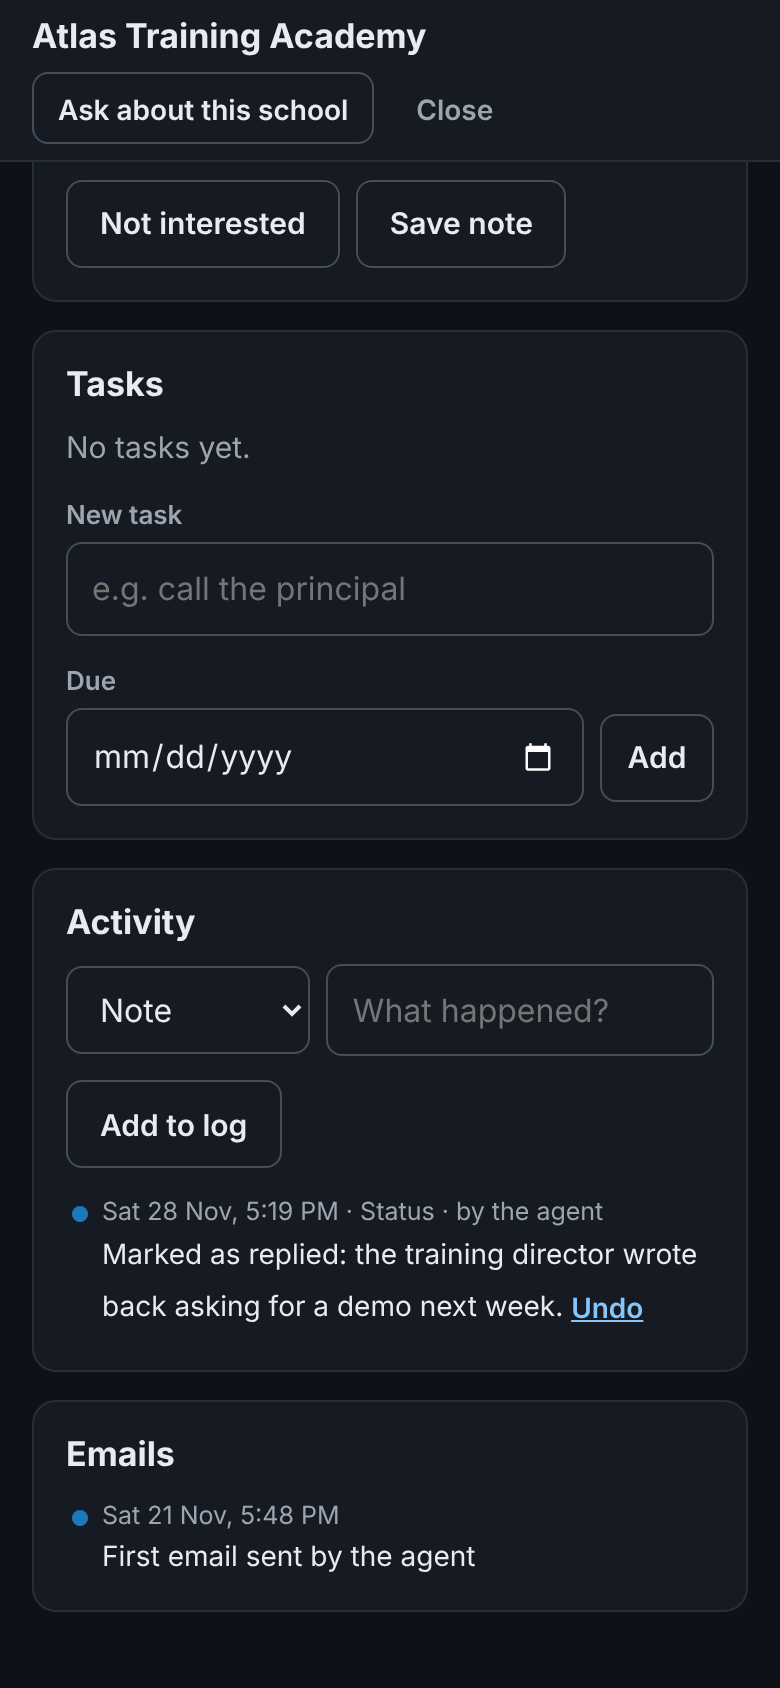 Atlas Training Academy
Ask about this school
Close
Not interested
Save note
Tasks
No tasks yet.
New task
e.g. call the principal
Due
mm/dd/yyyy
Add
Activity
Note
What happened?
Add to log
Sat 28 Nov, 5:19 PM · Status · by the agent
Marked as replied: the training director wrote
back asking for a demo next week. Undo
Emails
Sat 21 Nov, 5:48 PM
First email sent by the agent